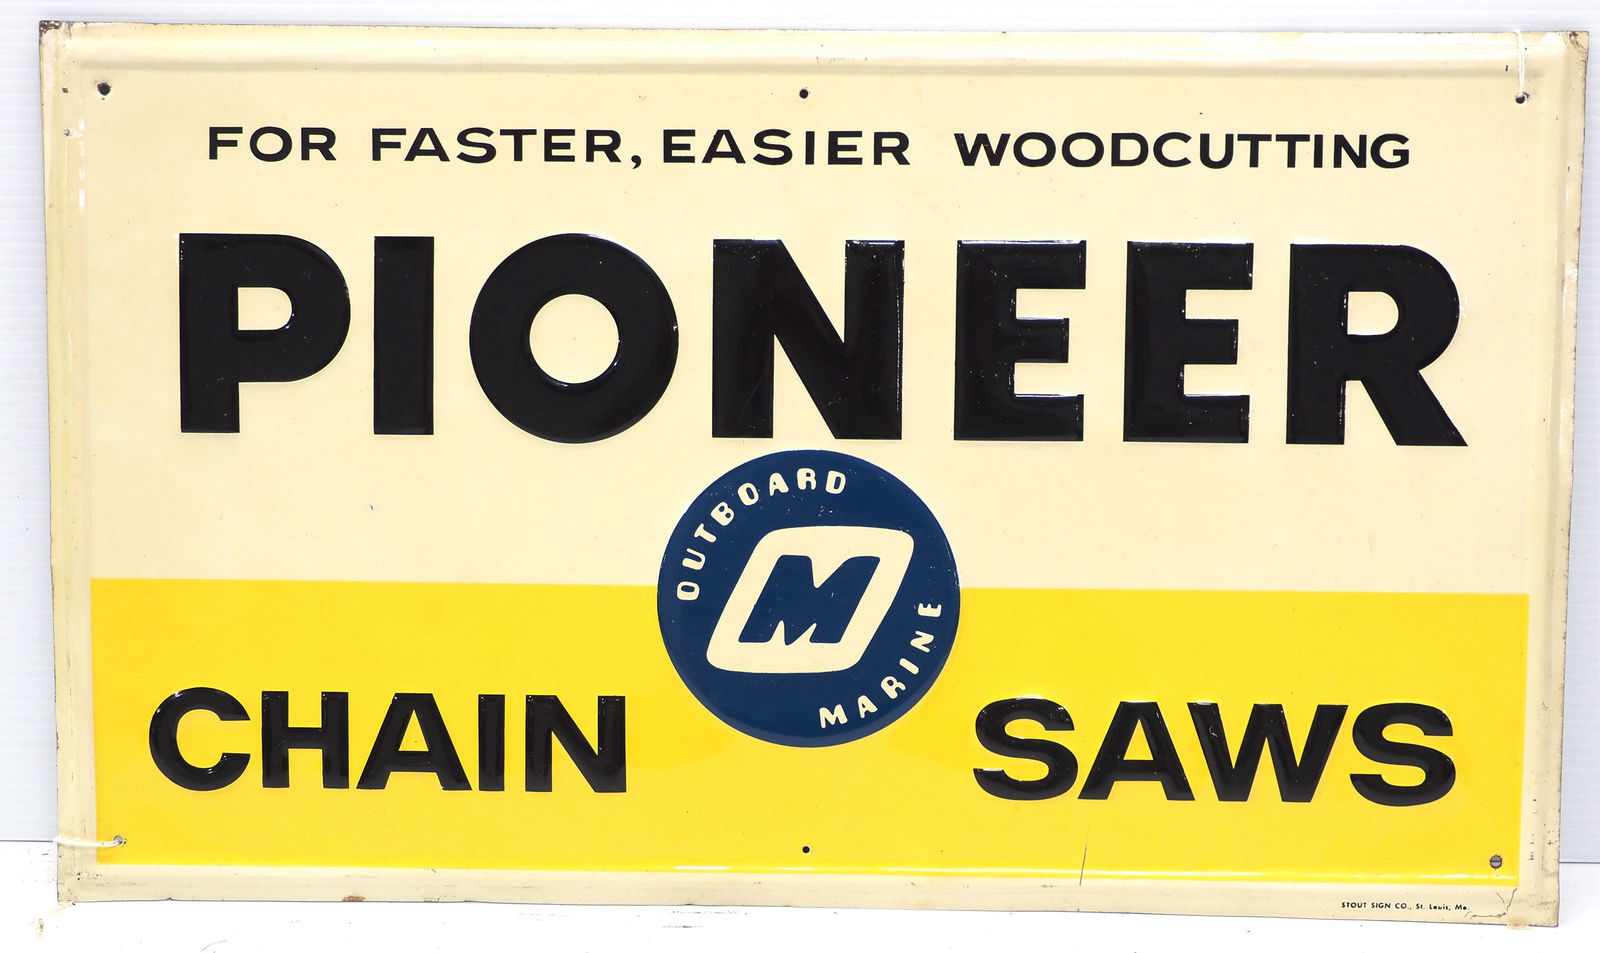 FOR FASTER, EASIER WOODCUTTING
PIONEER
OUTBOARD
M
MARINE
CHAIN SAWS
STOUT SIGN CO., St. Louis, Mo.